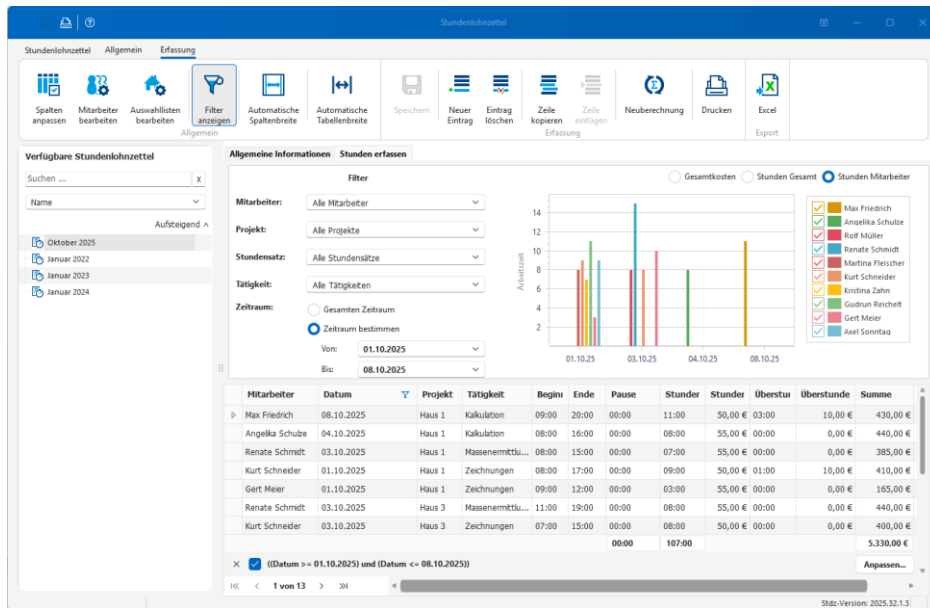 Stundenlohnzettel
Stundenlohnzettel Allgemein Erfassung
Spalten anpassen
Mitarbeiter bearbeiten
Auswahllisten bearbeiten
Filter anzeigen
Automatische Spaltenbreite
Automatische Tabellenbreite
Speichern
Neuer Eintrag
Eintrag löschen
Zeile kopieren
Zeile einfügen
Neuberechnung
Drucken
Excel
Allgemein Erfassung Export
Verfügbare Stundenlohnzettel
Suchen ... x
Name
Aufsteigend
Oktober 2025
Januar 2022
Januar 2023
Januar 2024
Allgemeine Informationen Stunden erfassen
Filter
Mitarbeiter: Alle Mitarbeiter
Projekt: Alle Projekte
Stundensatz: Alle Stundensätze
Tätigkeit: Alle Tätigkeiten
Zeitraum: Gesamten Zeitraum
Zeitraum bestimmen
Von: 01.10.2025
Bis: 08.10.2025
Gesamtkosten Stunden Gesamt Stunden Mitarbeiter
Arbeitszeit
14
12
10
8
6
4
2
01.10.25 03.10.25 04.10.25 08.10.25
Max Friedrich
Angelika Schulze
Rolf Müller
Renate Schmidt
Martina Fleischer
Kurt Schneider
Kristina Zahn
Gudrun Reichelt
Gert Meier
Axel Sonntag
Mitarbeiter Datum Projekt Tätigkeit Begini Ende Pause Stunder Stunder Überstui Überstunde Summe
Max Friedrich 08.10.2025 Haus 1 Kalkulation 09:00 20:00 00:00 11:00 50,00 € 03:00 10,00 € 430,00 €
Angelika Schulze 04.10.2025 Haus 1 Kalkulation 08:00 16:00 00:00 08:00 55,00 € 00:00 0,00 € 440,00 €
Renate Schmidt 03.10.2025 Haus 1 Massenermittlu... 08:00 15:00 00:00 07:00 55,00 € 00:00 0,00 € 385,00 €
Kurt Schneider 01.10.2025 Haus 1 Zeichnungen 08:00 17:00 00:00 09:00 50,00 € 01:00 10,00 € 410,00 €
Gert Meier 01.10.2025 Haus 1 Zeichnungen 09:00 12:00 00:00 03:00 55,00 € 00:00 0,00 € 165,00 €
Renate Schmidt 03.10.2025 Haus 3 Massenermittlu... 11:00 19:00 00:00 08:00 55,00 € 00:00 0,00 € 440,00 €
Kurt Schneider 03.10.2025 Haus 3 Zeichnungen 07:00 15:00 00:00 08:00 50,00 € 00:00 0,00 € 400,00 €
00:00 107:00 5.330,00 €
((Datum >= 01.10.2025) und (Datum <= 08.10.2025)) Anpassen...
1 von 13
Stdz-Version: 2025.32.1.3